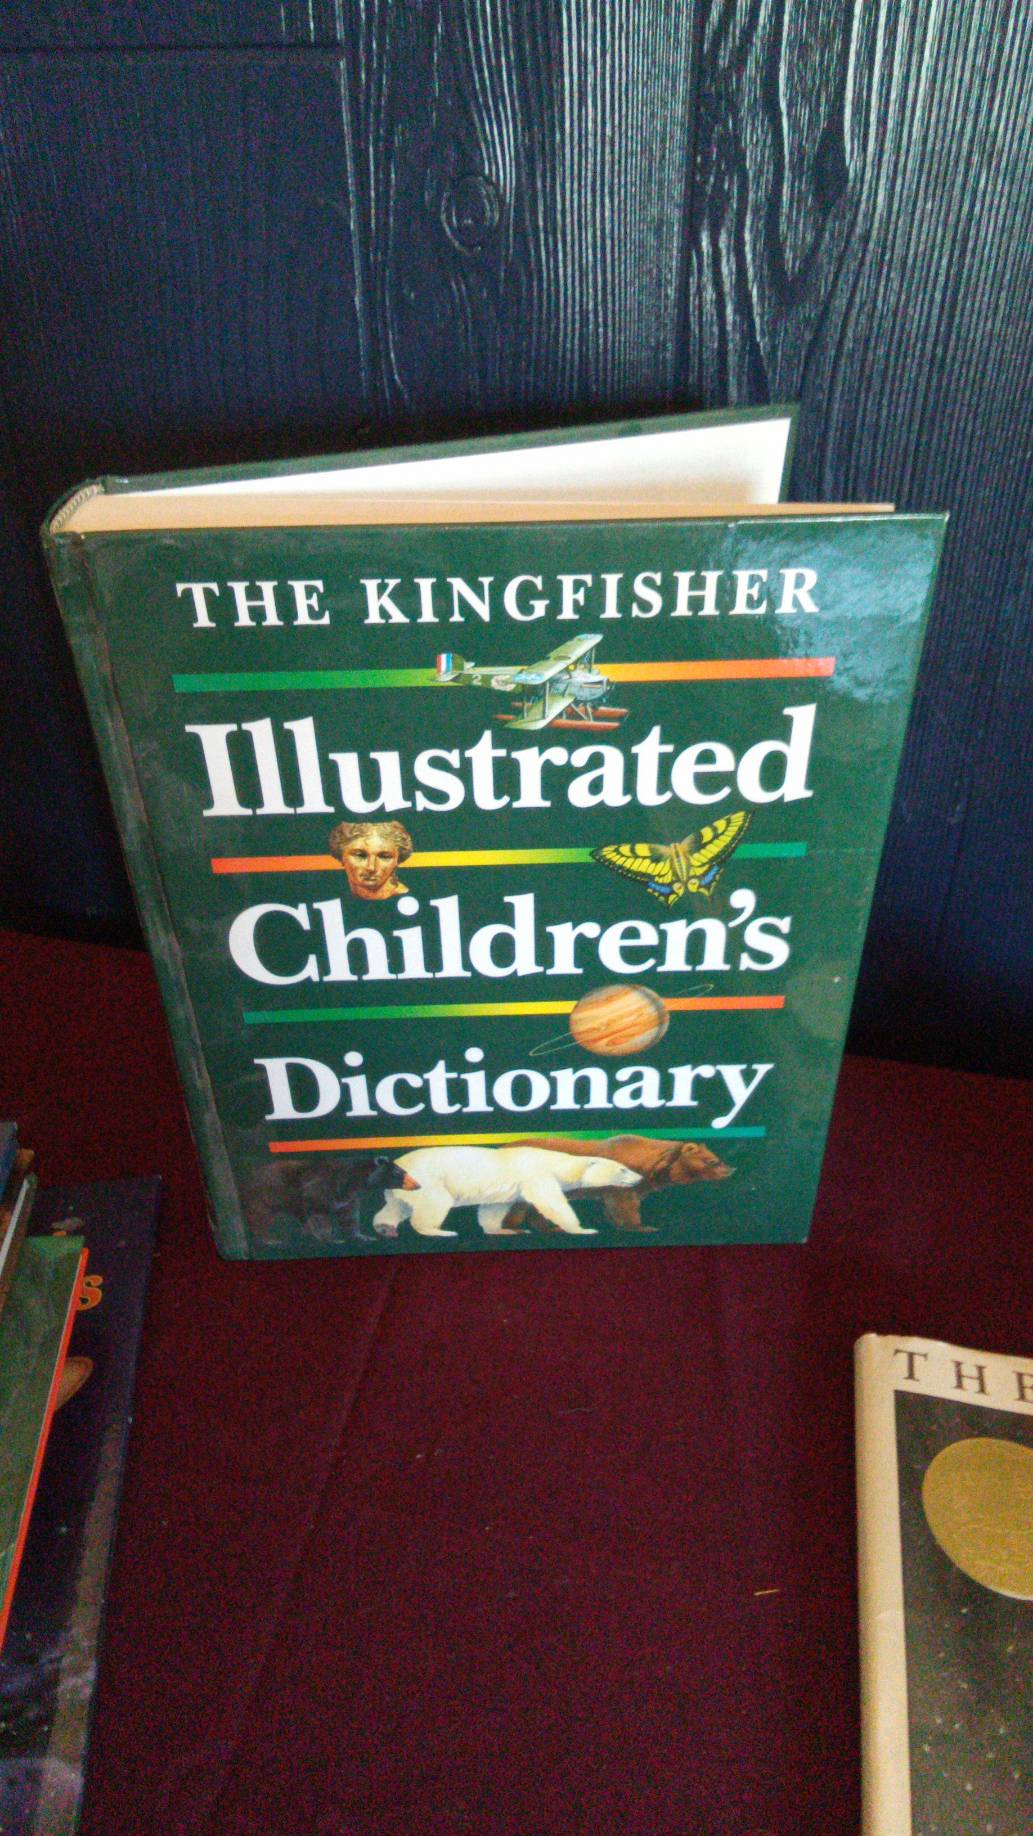 THE KINGFISHER
Illustrated
Children's
Dictionary